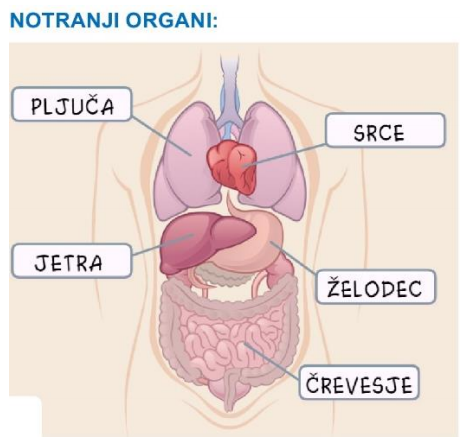 NOTRANJI ORGANI:
PLJUČA
SRCE
JETRA
ŽELODEC
ČREVESJE